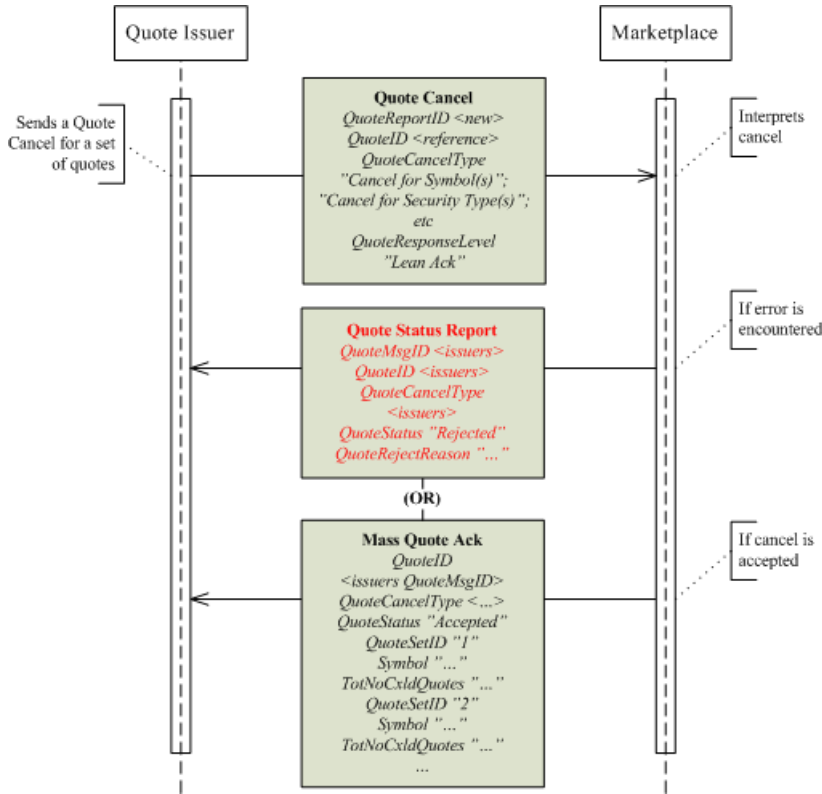 Quote Issuer
Marketplace
Sends a Quote
Cancel for a set
of quotes
Quote Cancel
QuoteReportID <new>
QuoteID <reference>
QuoteCancelType
"Cancel for Symbol(s)";
"Cancel for Security Type(s)";
etc
QuoteResponseLevel
"Lean Ack"
Interprets
cancel
Quote Status Report
QuoteMsgID <issuers>
QuoteID <issuers>
QuoteCancelType
<issuers>
QuoteStatus "Rejected"
QuoteRejectReason "…"
If error is
encountered
(OR)
Mass Quote Ack
QuoteID
<issuers QuoteMsgID>
QuoteCancelType <…>
QuoteStatus "Accepted"
QuoteSetID "1"
Symbol "…"
TotNoCxldQuotes "…"
QuoteSetID "2"
Symbol "…"
TotNoCxldQuotes "…"
…
If cancel is
accepted